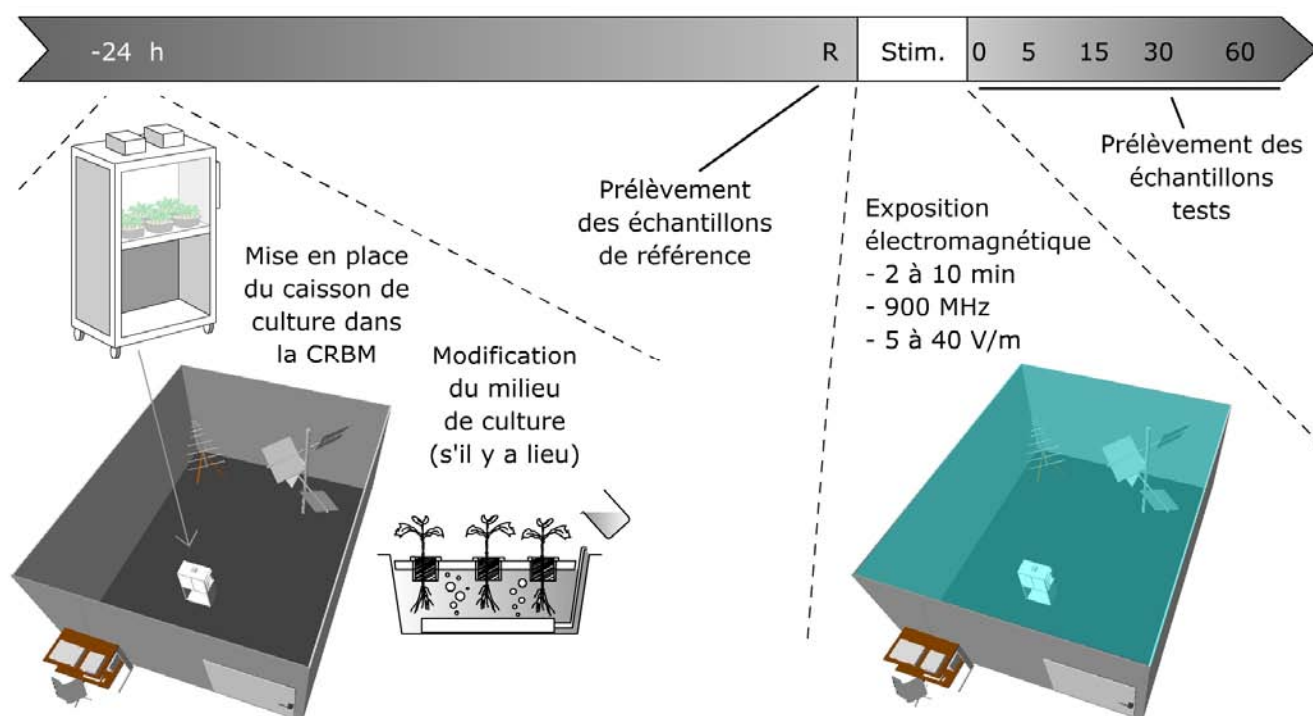 -24 h
R
Stim.
0 5 15 30 60
Prélèvement
des échantillons
de référence
Prélèvement des
échantillons
tests
Mise en place
du caisson de
culture dans
la CRBM
Modification
du milieu
de culture
(s'il y a lieu)
Exposition
électromagnétique
- 2 à 10 min
- 900 MHz
- 5 à 40 V/m